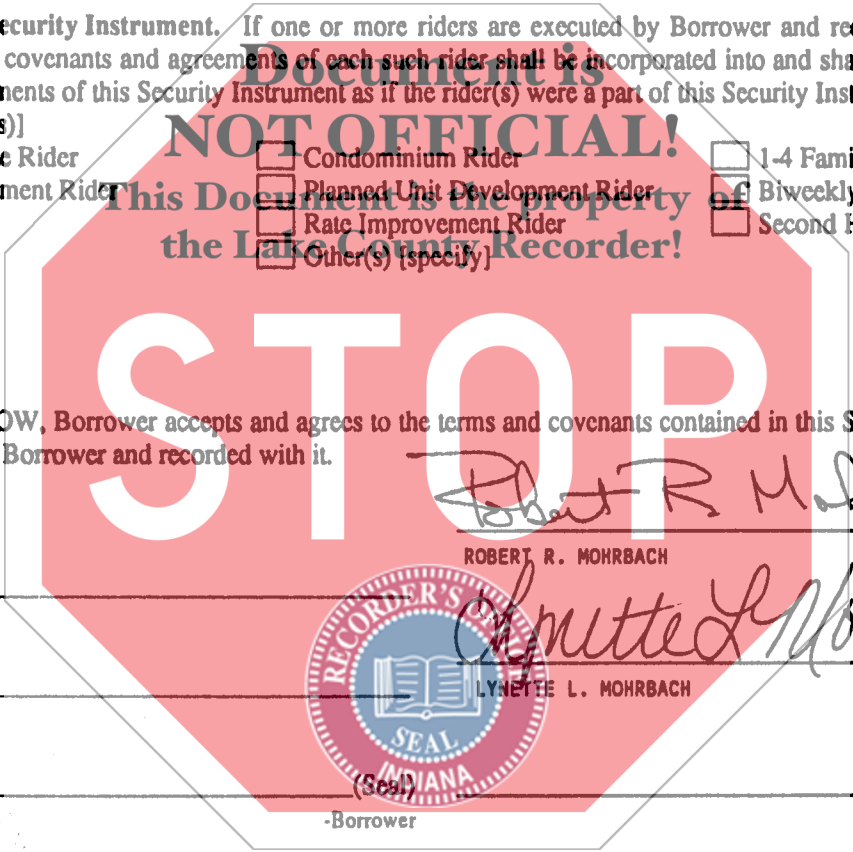 ecurity Instrument. If one or more riders are executed by Borrower and re
covenants and agreements of each such rider shall be incorporated into and sha
nents of this Security Instrument as if the rider(s) were a part of this Security Inst
s)]
e Rider
Condominium Rider
1-4 Fami
ment Rider
Planned Unit Development Rider
Biweekly
Rate Improvement Rider
Second H
Other(s) [specify]
Document is
NOT OFFICIAL!
This Document is the property of
the Lake County Recorder!
STOP
OW, Borrower accepts and agrees to the terms and covenants contained in this S
Borrower and recorded with it.
Robert R. Mo
ROBERT R. MOHRBACH
Lynette L Mo
LYNETTE L. MOHRBACH
RECORDER'S
SEAL
INDIANA
(Seal)
-Borrower